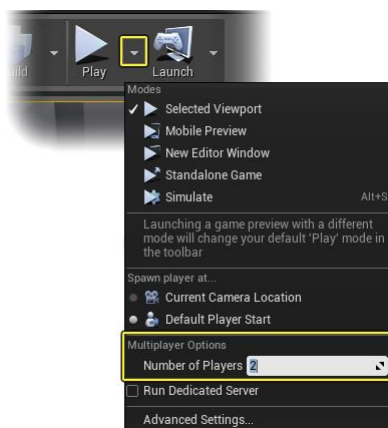 Play
Launch
Modes
Selected Viewport
Mobile Preview
New Editor Window
Standalone Game
Simulate Alt+S
Launching a game preview with a different
mode will change your default 'Play' mode in
the toolbar
Spawn player at...
Current Camera Location
Default Player Start
Multiplayer Options
Number of Players 2
Run Dedicated Server
Advanced Settings...